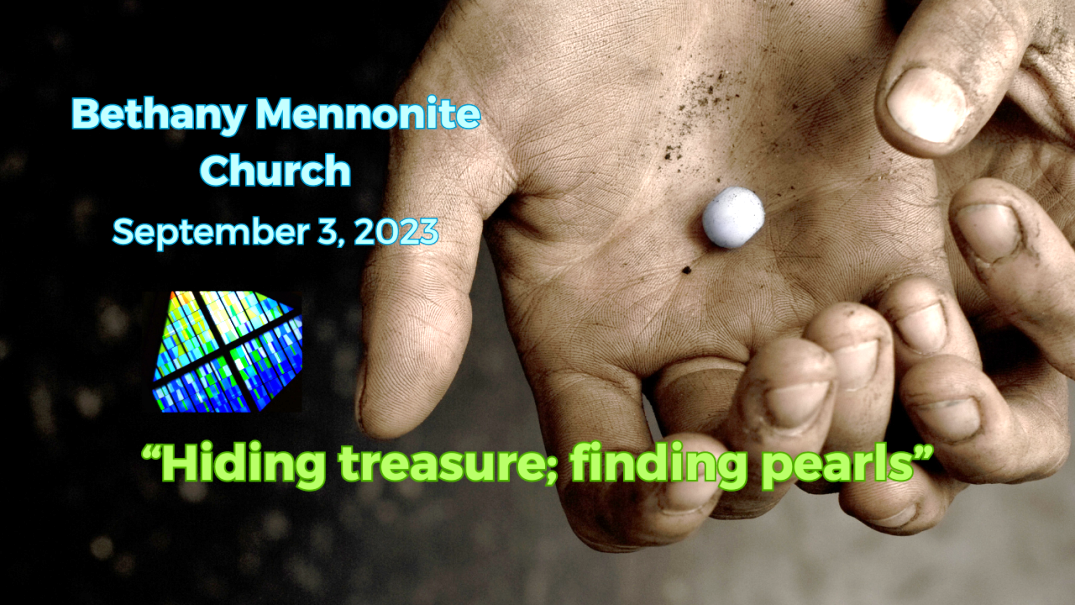 Bethany Mennonite
Church
September 3, 2023
“Hiding treasure; finding pearls”